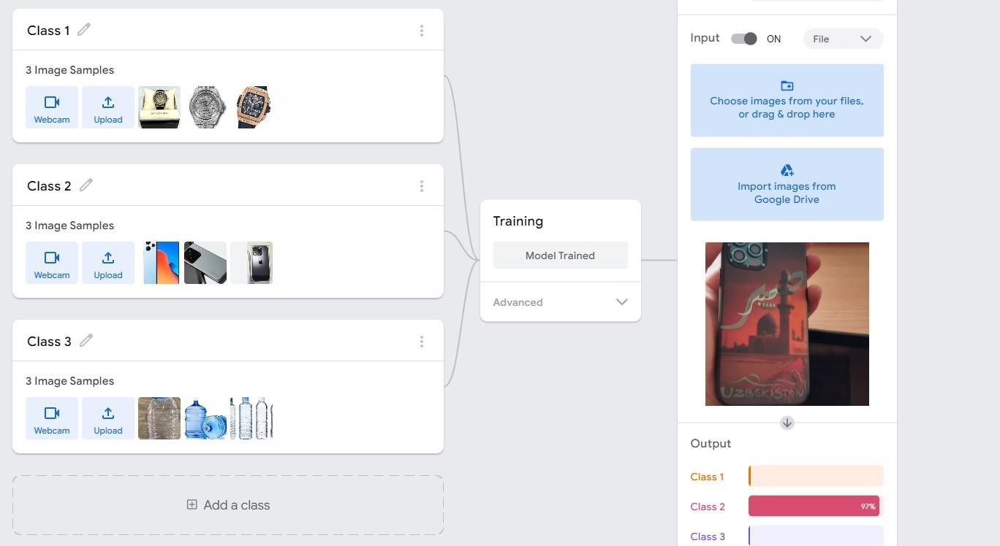 Class 1
3 Image Samples
Webcam
Upload
Class 2
3 Image Samples
Webcam
Upload
Class 3
3 Image Samples
Webcam
Upload
Add a class
Training
Model Trained
Advanced
Input
ON
File
Choose images from your files,
or drag & drop here
Import images from
Google Drive
صبر
SABR
UZBEKISTAN
Output
Class 1
Class 2
97%
Class 3